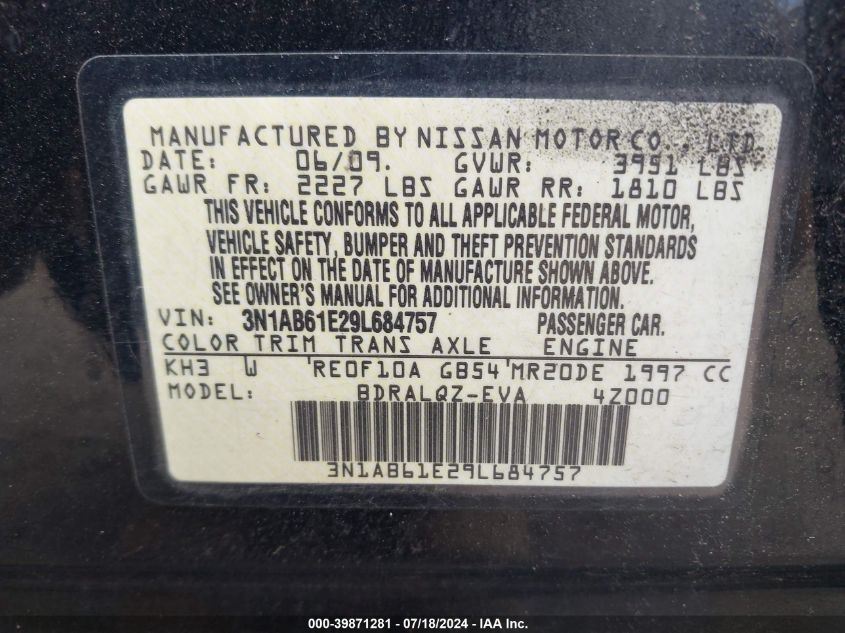 MANUFACTURED BY NISSAN MOTOR CO., LTD.
DATE: 06/09. GVWR: 3991 LBS
GAWR FR: 2227 LBS GAWR RR: 1810 LBS
THIS VEHICLE CONFORMS TO ALL APPLICABLE FEDERAL MOTOR,
VEHICLE SAFETY, BUMPER AND THEFT PREVENTION STANDARDS
IN EFFECT ON THE DATE OF MANUFACTURE SHOWN ABOVE.
SEE OWNER'S MANUAL FOR ADDITIONAL INFORMATION.
VIN: 3N1AB61E29L684757 PASSENGER CAR.
COLOR TRIM TRANS AXLE ENGINE
KH3 W 'RE0F10A GB54'MR20DE 1997 CC
MODEL: BDRALQZ-EVA 4Z000
3N1AB61E29L684757
000-39871281 - 07/18/2024 - IAA Inc.